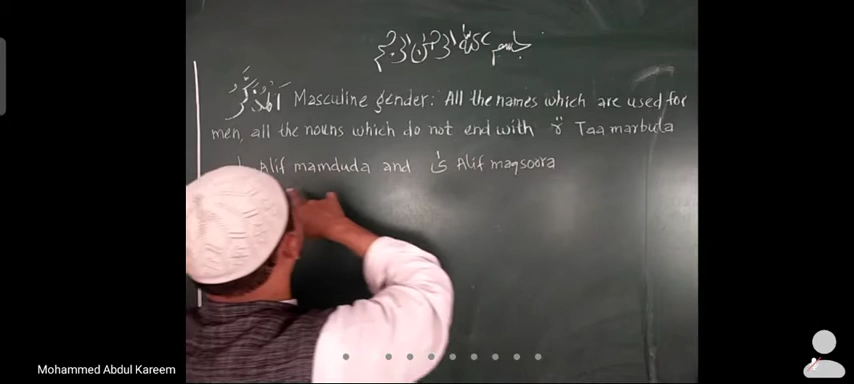 بسم الله الرحمن الرحيم
اَلْمُذَكَّرُ Masculine gender: All the names which are used for
men, all the nouns which do not end with ة Taa marbuta
Alif mamduda and ىٰ Alif maqsoora
Mohammed Abdul Kareem